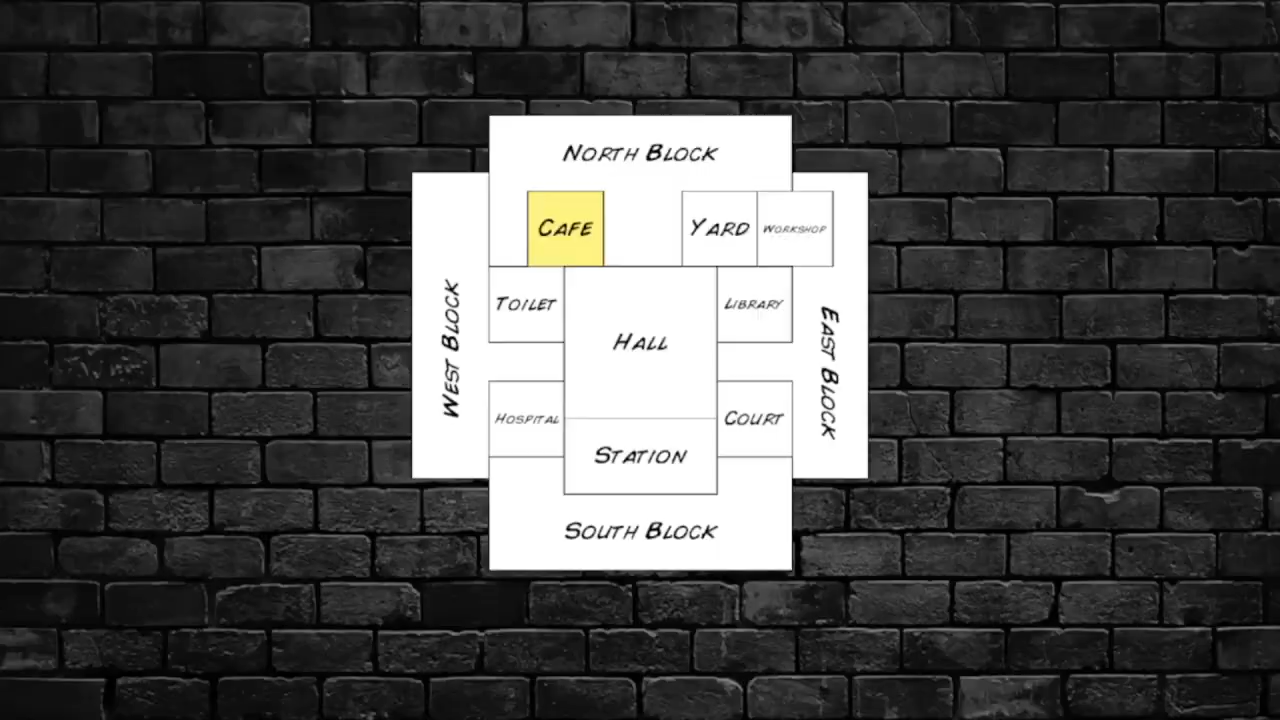 NORTH BLOCK
CAFE
YARD
WORKSHOP
TOILET
LIBRARY
WEST BLOCK
HALL
EAST BLOCK
HOSPITAL
COURT
STATION
SOUTH BLOCK